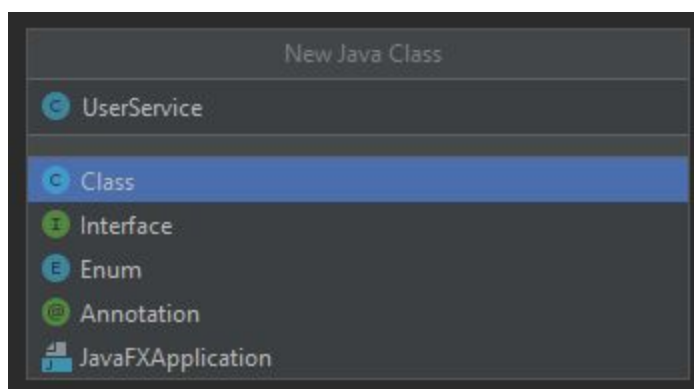 New Java Class
C UserService
C Class
I Interface
E Enum
@ Annotation
J JavaFXApplication